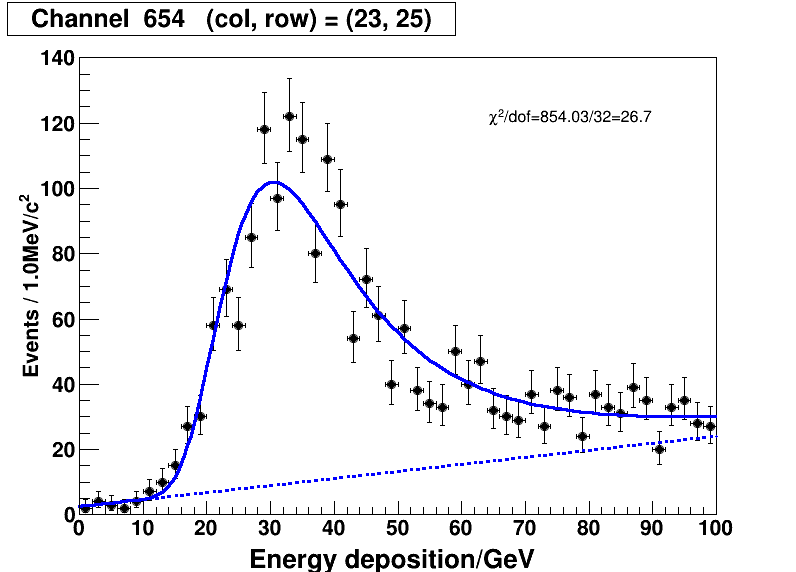 Channel 654 (col, row) = (23, 25)
χ²/dof=854.03/32=26.7
Events / 1.0MeV/c²
140
120
100
80
60
40
20
0
0 10 20 30 40 50 60 70 80 90 100
Energy deposition/GeV